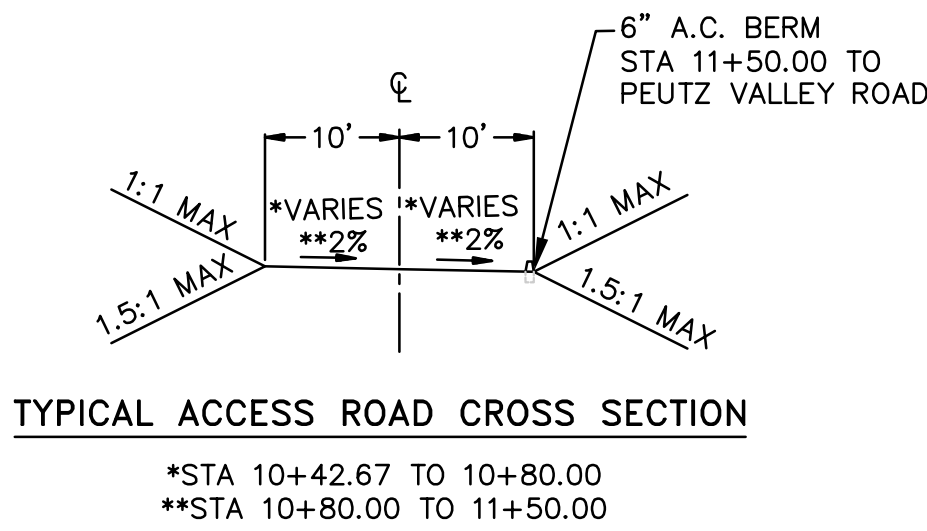 6" A.C. BERM
STA 11+50.00 TO
PEUTZ VALLEY ROAD
℄
10' 10'
1:1 MAX
*VARIES *VARIES
**2% **2%
1:1 MAX
1.5:1 MAX
1.5:1 MAX
TYPICAL ACCESS ROAD CROSS SECTION
*STA 10+42.67 TO 10+80.00
**STA 10+80.00 TO 11+50.00